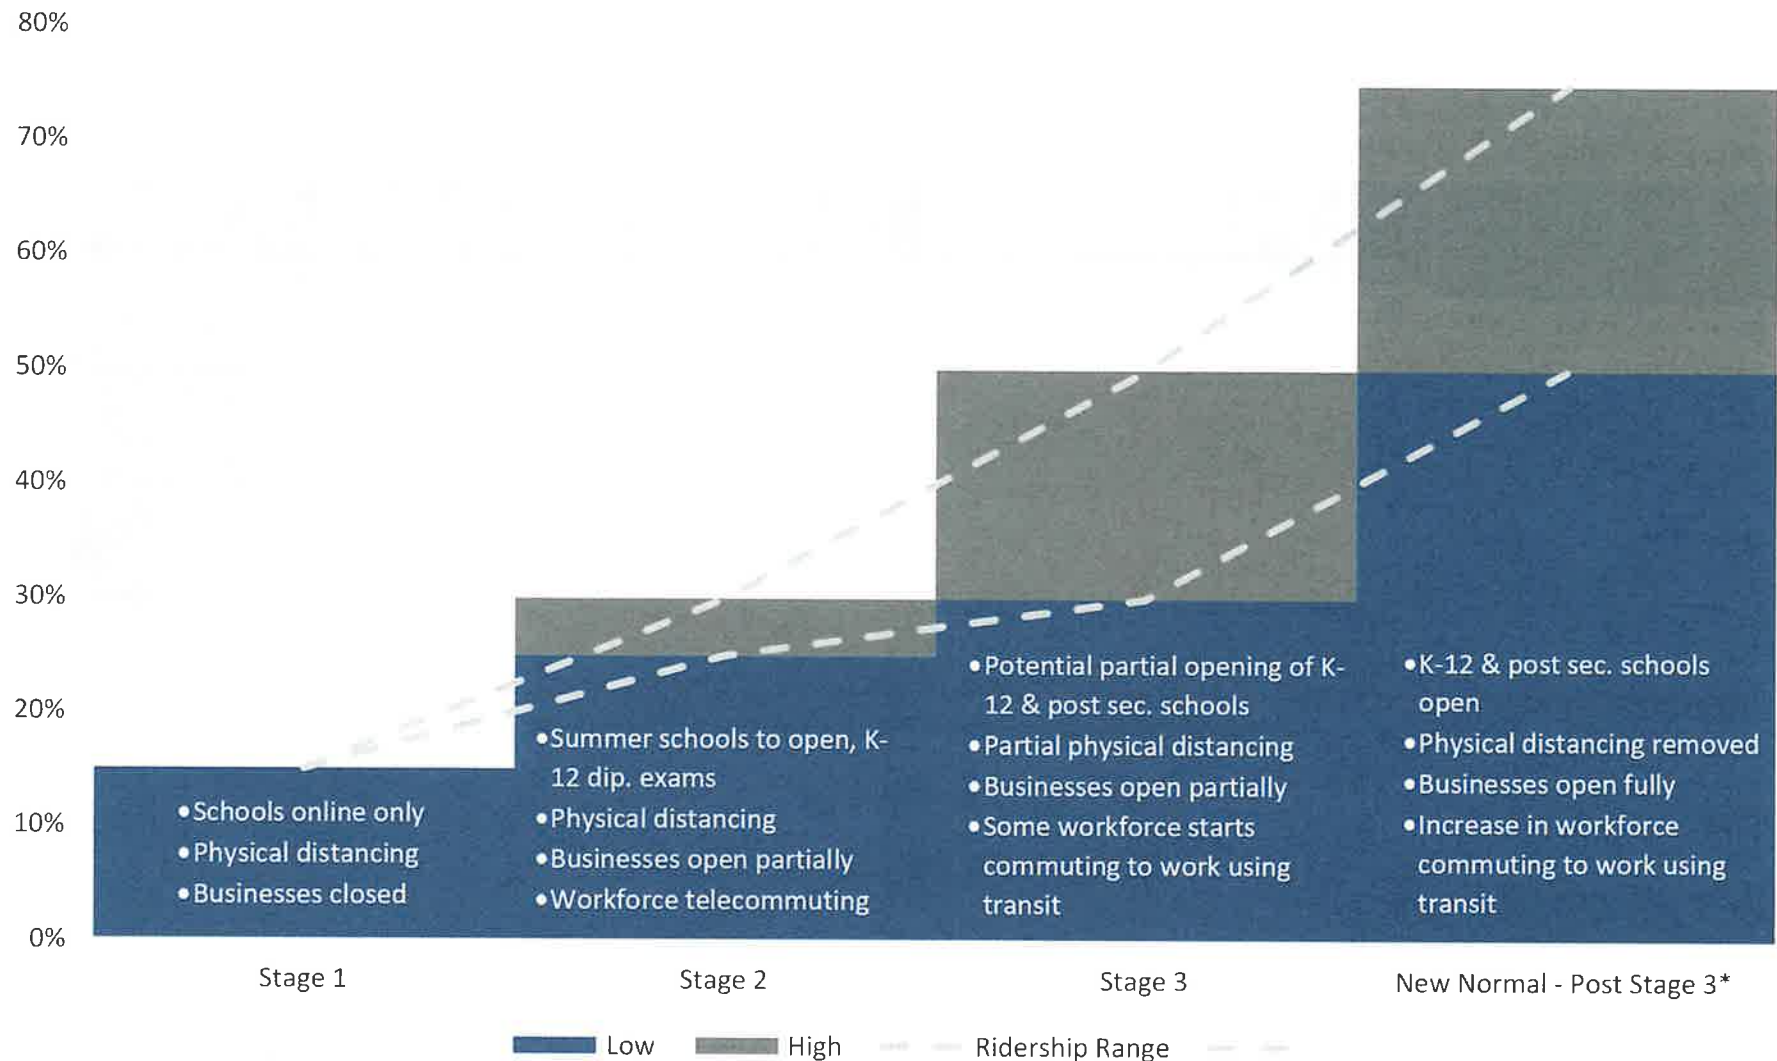 80%
70%
60%
50%
40%
30%
20%
10%
0%
•Schools online only
•Physical distancing
•Businesses closed
•Summer schools to open, K-
12 dip. exams
•Physical distancing
•Businesses open partially
•Workforce telecommuting
•Potential partial opening of K-
12 & post sec. schools
•Partial physical distancing
•Businesses open partially
•Some workforce starts
commuting to work using
transit
•K-12 & post sec. schools
open
•Physical distancing removed
•Businesses open fully
•Increase in workforce
commuting to work using
transit
Stage 1
Stage 2
Stage 3
New Normal - Post Stage 3*
Low
High
Ridership Range